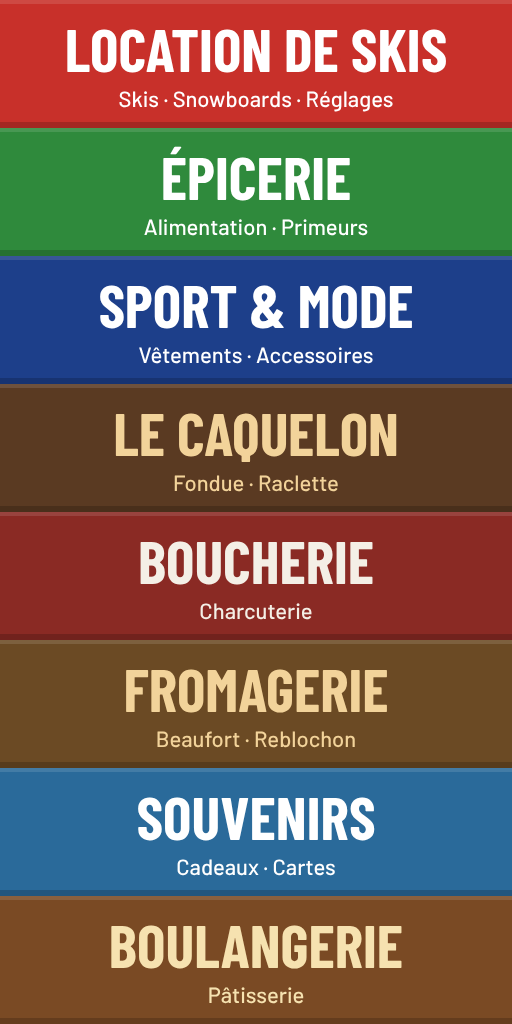 LOCATION DE SKIS
Skis · Snowboards · Réglages
ÉPICERIE
Alimentation · Primeurs
SPORT & MODE
Vêtements · Accessoires
LE CAQUELON
Fondue · Raclette
BOUCHERIE
Charcuterie
FROMAGERIE
Beaufort · Reblochon
SOUVENIRS
Cadeaux · Cartes
BOULANGERIE
Pâtisserie